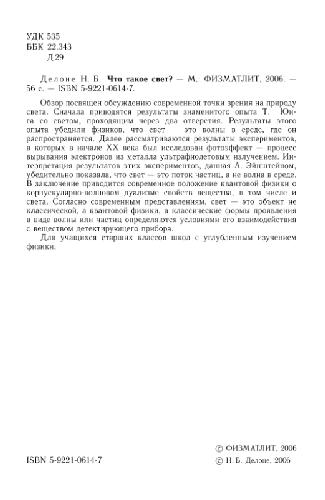 УДК 535
ББК 22.343
Д 29
Делоне Н. Б. Что такое свет? — М. ФИЗМАТЛИТ, 2006. —
56 с. — ISBN 5-9221-0614-7.
Обзор посвящен обсуждению современной точки зрения на природу
света. Сначала приводятся результаты знаменитого опыта Т. Юн-
га со светом, проходящим через два отверстия. Результаты этого
опыта убедили физиков, что свет — это волны в среде, где он
распространяется. Далее рассматриваются результаты экспериментов,
в которых в начале XX века был исследован фотоэффект — процесс
вырывания электронов из металла ультрафиолетовым излучением. Ин-
терпретация результатов этих экспериментов, данная А. Эйнштейном,
убедительно показала, что свет — это поток частиц, а не волна в среде.
В заключение приводится современное положение квантовой физики о
корпускулярно-волновом дуализме свойств вещества, в том числе и
света. Согласно современным представлениям, свет — это объект не
классической, а квантовой физики, а классические формы проявления
в виде волны или частиц определяются условиями его взаимодействия
с веществом детектирующего прибора.
Для учащихся старших классов школ с углубленным изучением
физики.
© ФИЗМАТЛИТ, 2006
ISBN 5-9221-0614-7
© Н. Б. Делоне, 2006